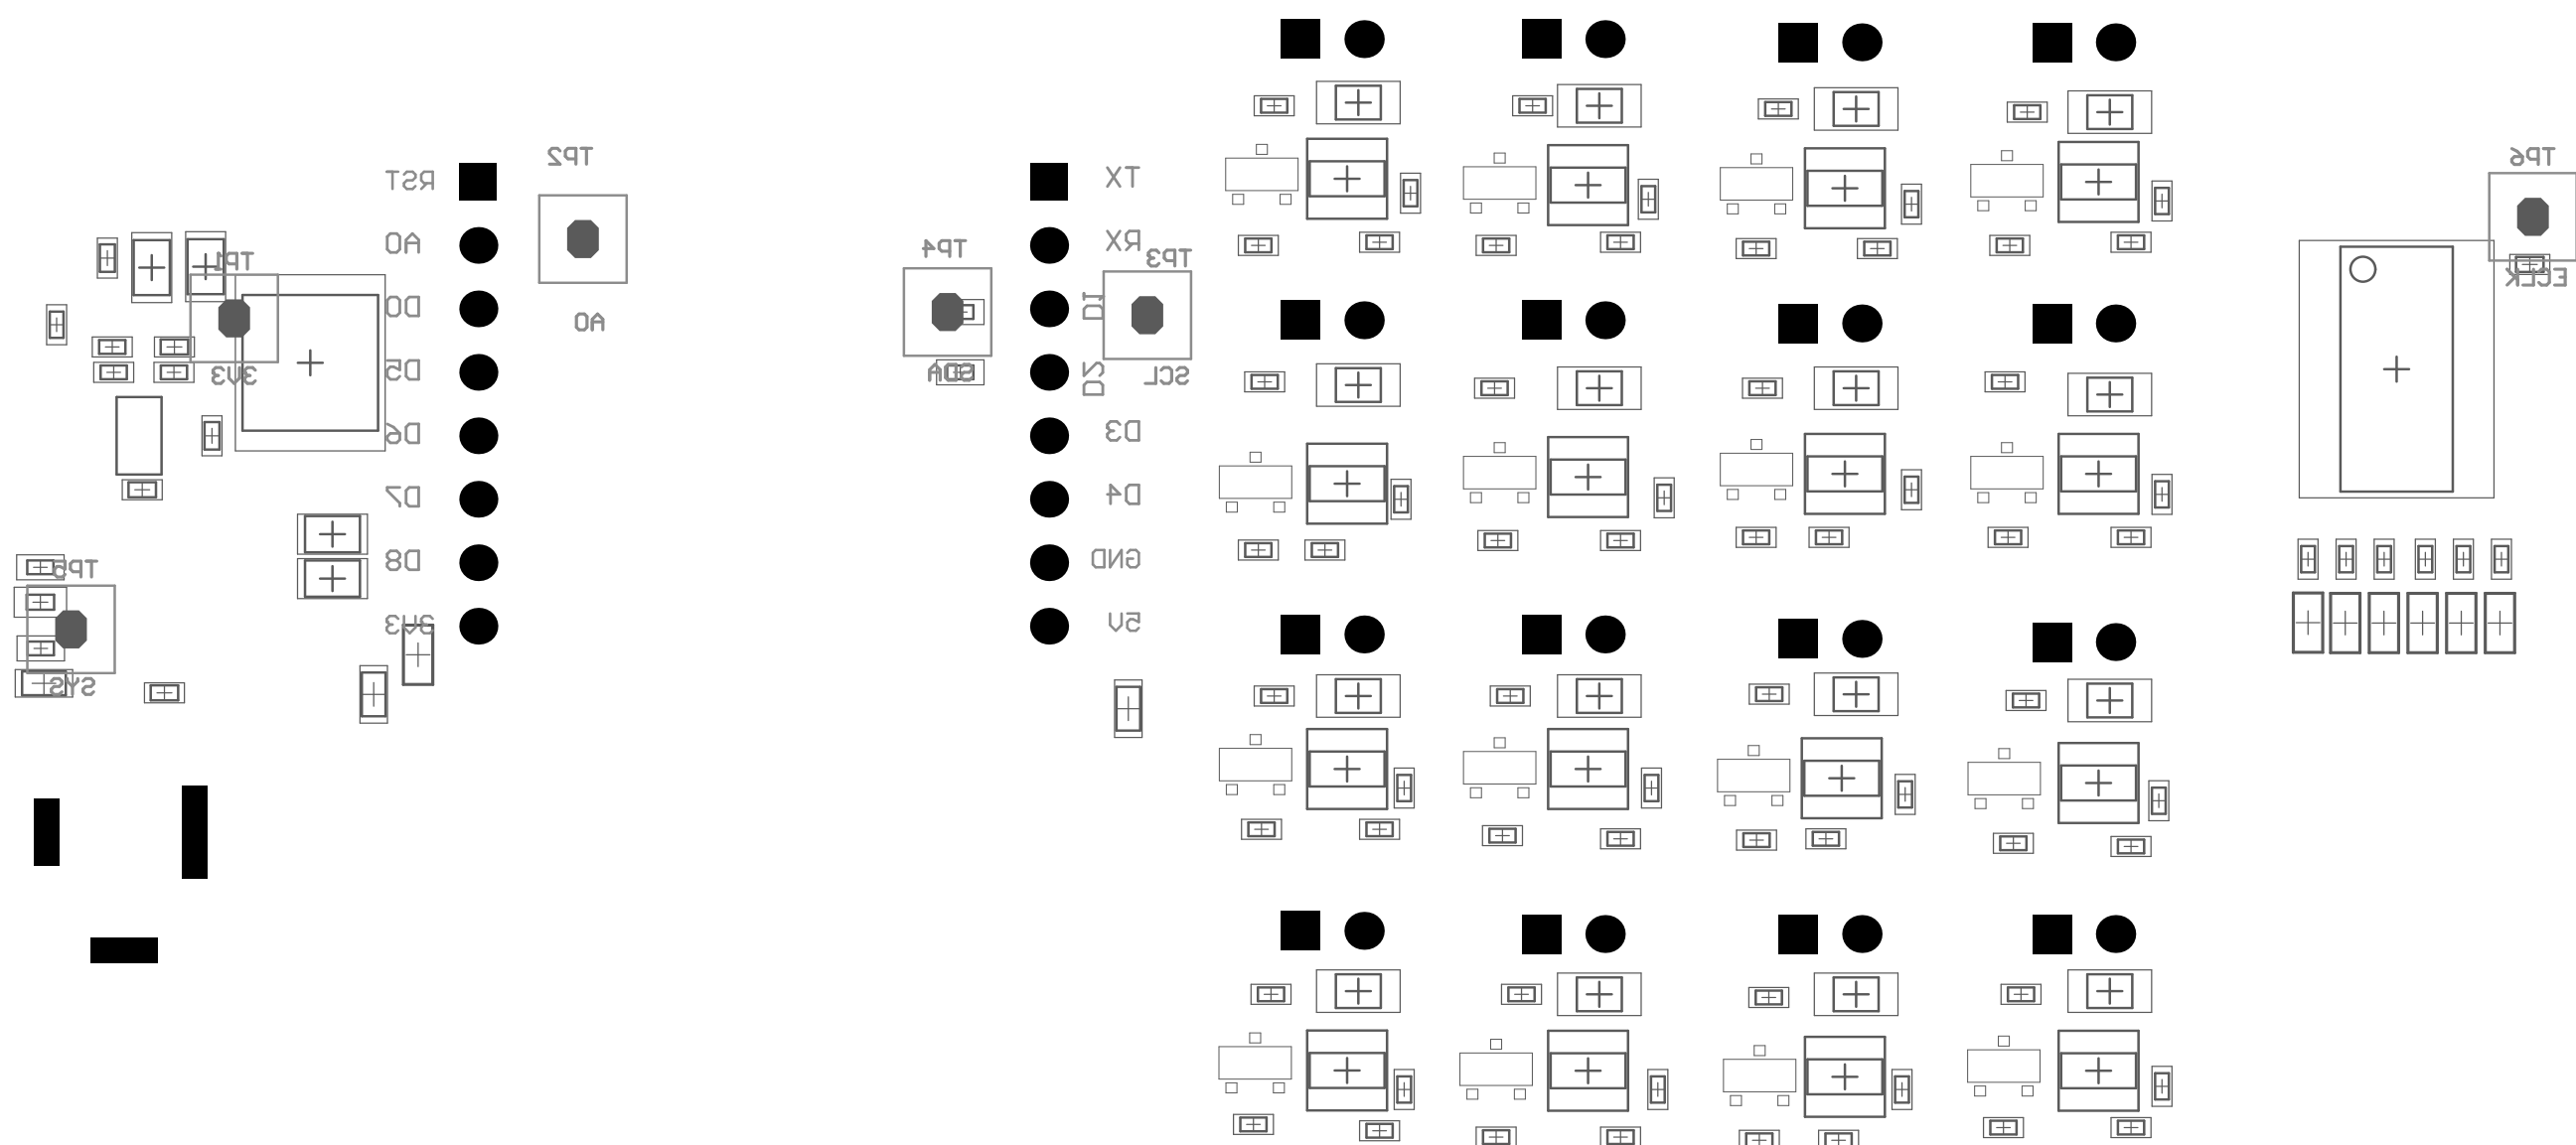 RST
A0
D0
D5
D6
D7
D8
3V3
TP2
A0
TP1
3V3
TP5
SYS
TP4
SDA
TX
RX
D1
D2
D3
D4
GND
5V
TP3
SCL
TP6
ECLK